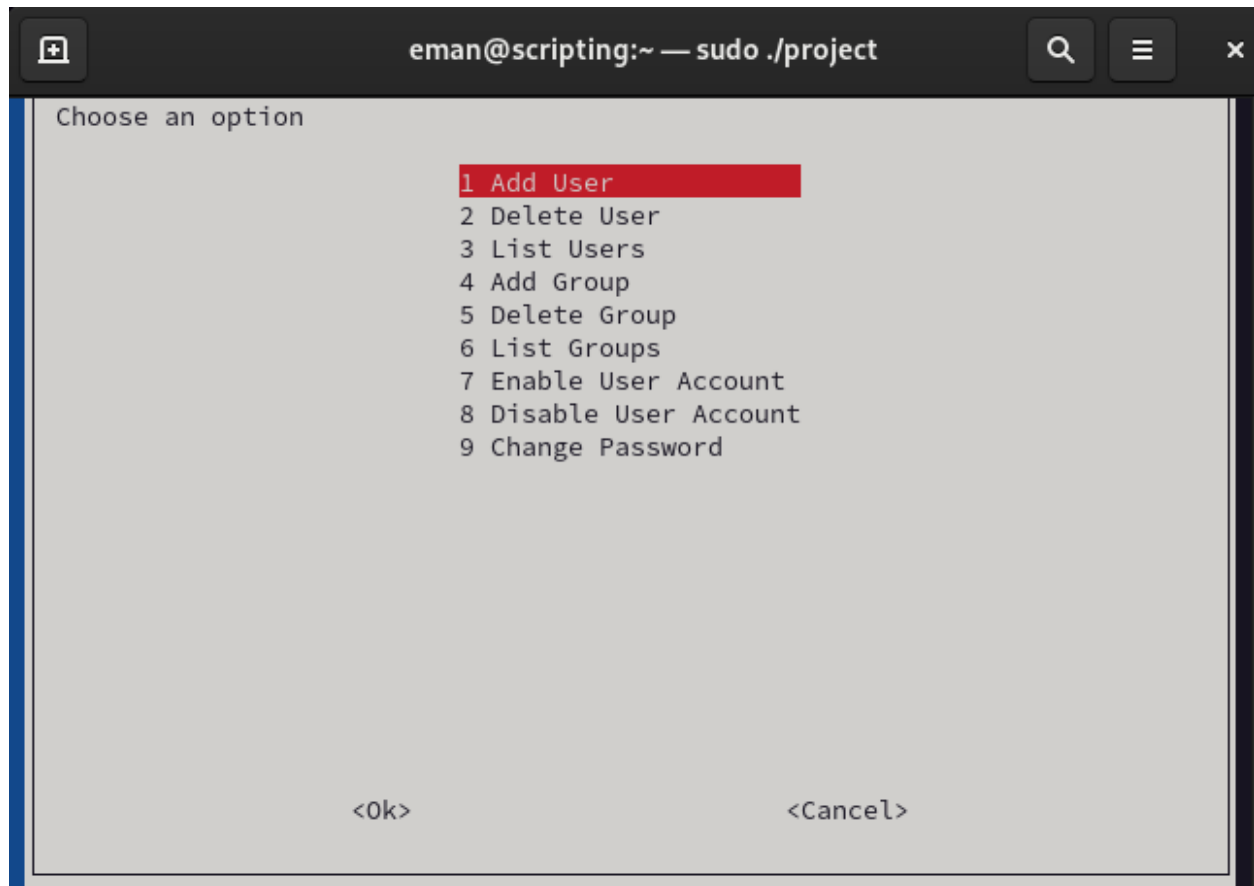 eman@scripting:~ — sudo ./project
Choose an option
1 Add User
2 Delete User
3 List Users
4 Add Group
5 Delete Group
6 List Groups
7 Enable User Account
8 Disable User Account
9 Change Password
<Ok> <Cancel>